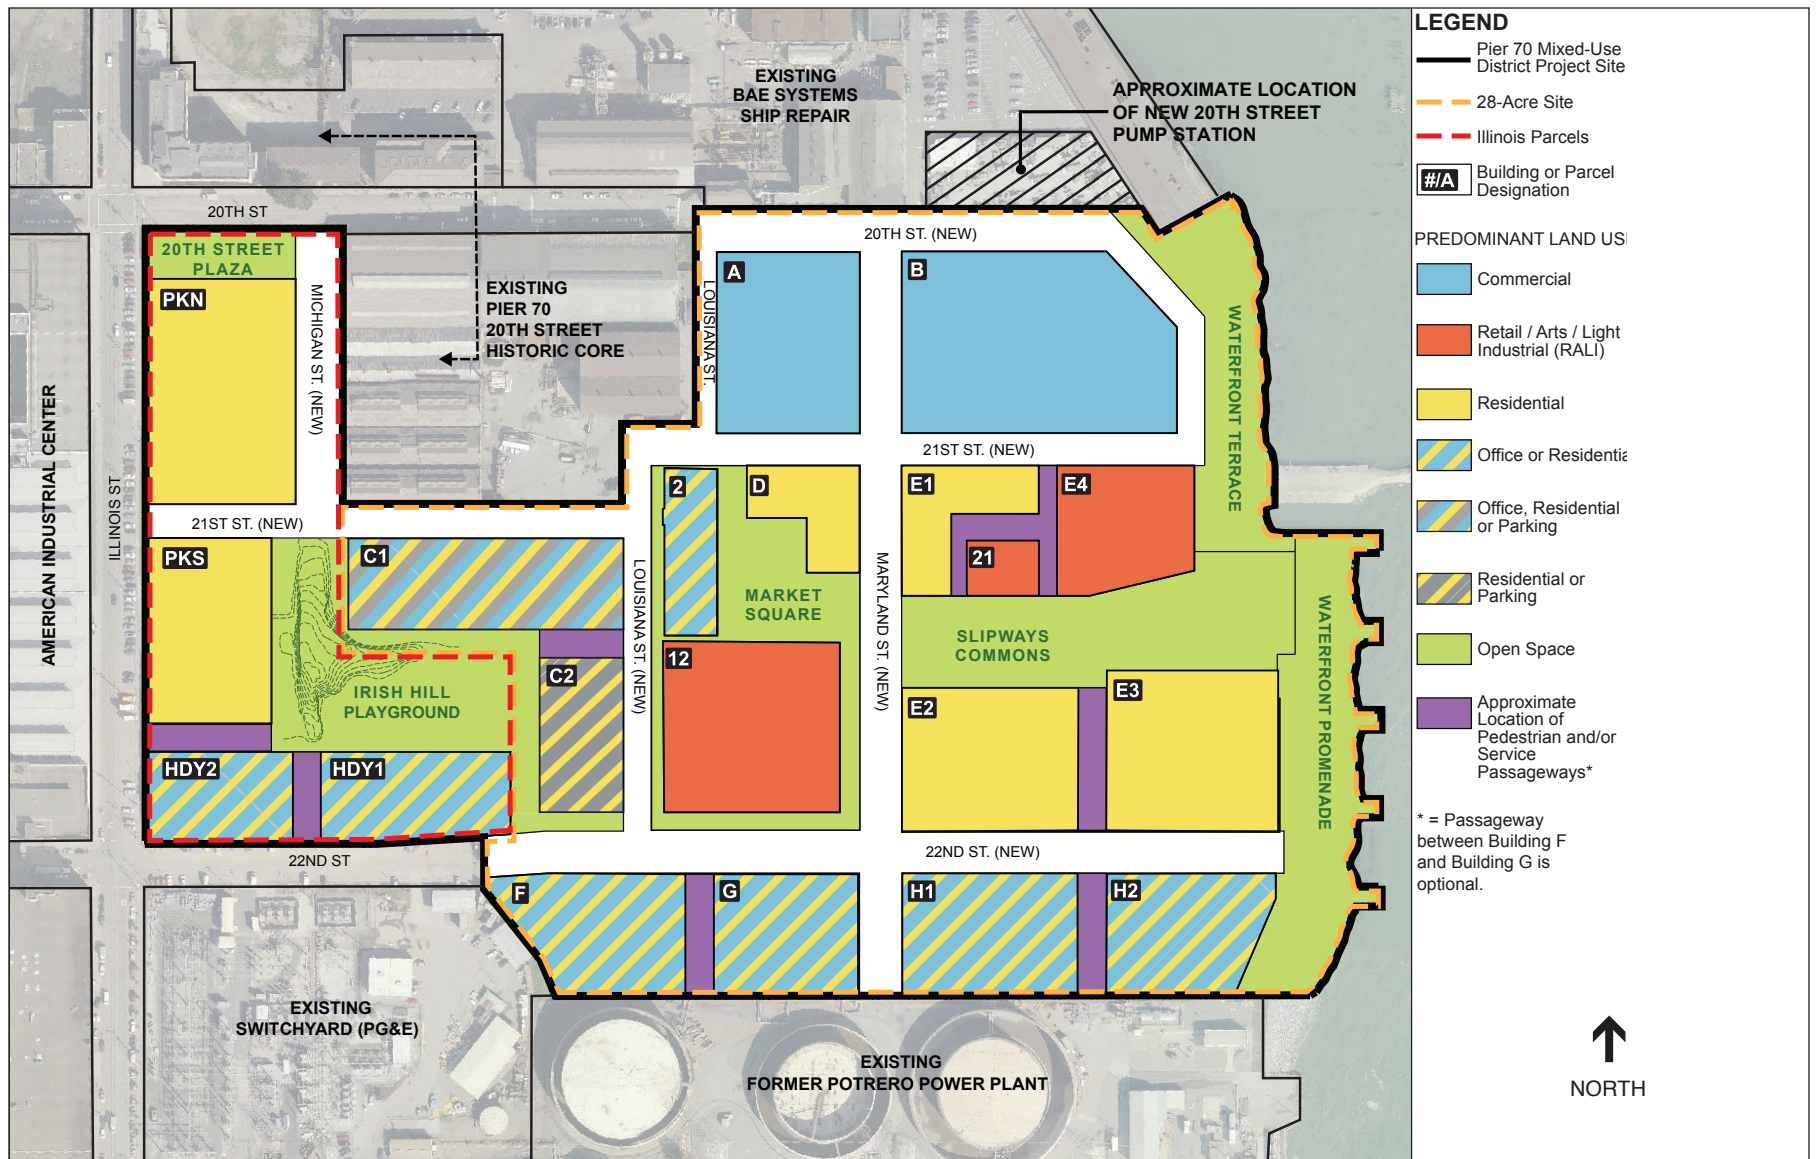 EXISTING
BAE SYSTEMS
SHIP REPAIR
APPROXIMATE LOCATION
OF NEW 20TH STREET
PUMP STATION
20TH ST
20TH ST. (NEW)
20TH STREET
PLAZA
PKN
MICHIGAN ST. (NEW)
EXISTING
PIER 70
20TH STREET
HISTORIC CORE
LOUISIANA ST.
A
B
WATERFRONT TERRACE
AMERICAN INDUSTRIAL CENTER
ILLINOIS ST
21ST ST. (NEW)
21ST ST. (NEW)
PKS
C1
2
D
E1
E4
21
LOUISIANA ST. (NEW)
MARKET
SQUARE
MARYLAND ST. (NEW)
SLIPWAYS
COMMONS
WATERFRONT PROMENADE
IRISH HILL
PLAYGROUND
C2
12
E2
E3
HDY2
HDY1
22ND ST
22ND ST. (NEW)
F
G
H1
H2
EXISTING
SWITCHYARD (PG&E)
EXISTING
FORMER POTRERO POWER PLANT
LEGEND
Pier 70 Mixed-Use
District Project Site
28-Acre Site
Illinois Parcels
#/A
Building or Parcel
Designation
PREDOMINANT LAND US
Commercial
Retail / Arts / Light
Industrial (RALI)
Residential
Office or Residentia
Office, Residential
or Parking
Residential or
Parking
Open Space
Approximate
Location of
Pedestrian and/or
Service
Passageways*
* = Passageway
between Building F
and Building G is
optional.
NORTH